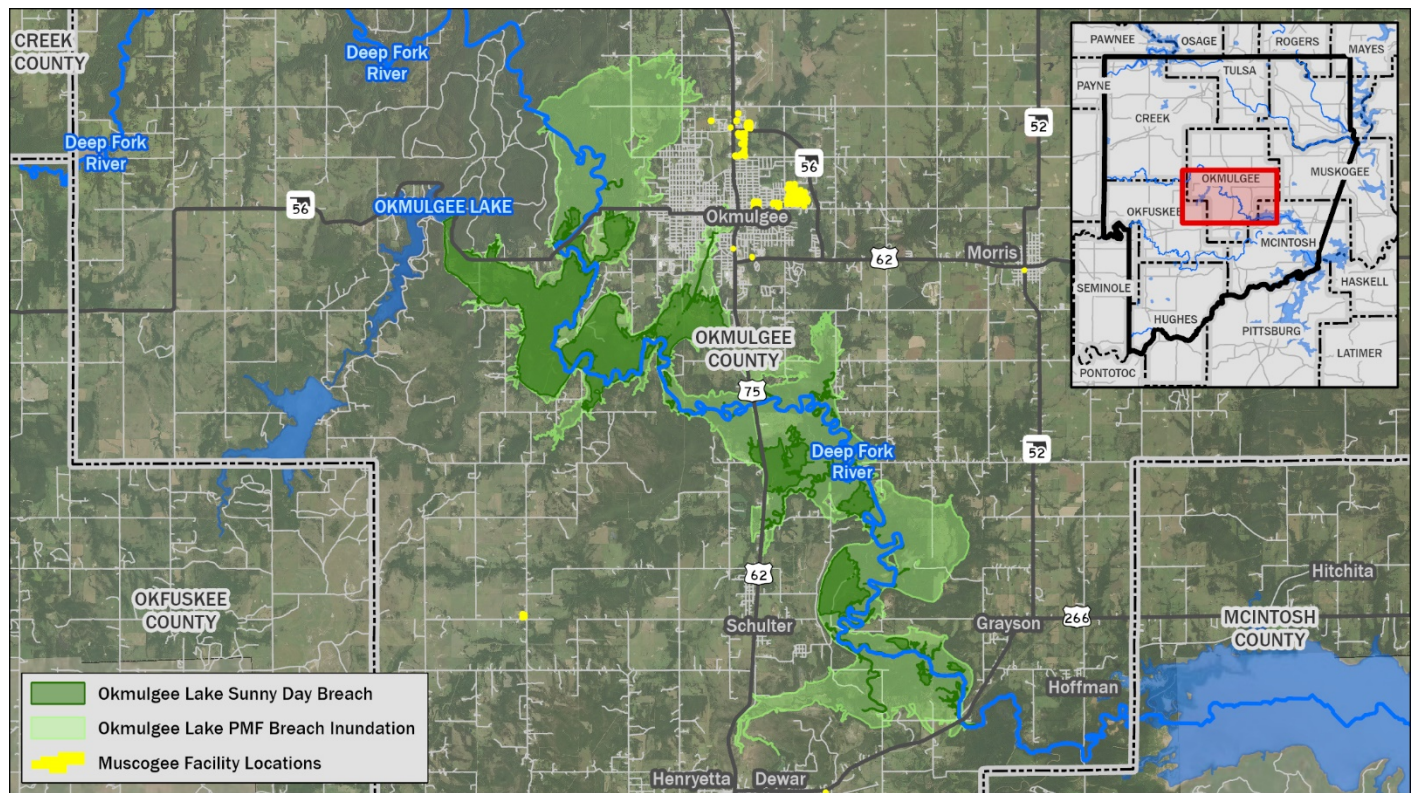 CREEK
COUNTY
Deep Fork
River
Deep Fork
River
56
OKMULGEE LAKE
56
Okmulgee
52
62
Morris
OKMULGEE
COUNTY
75
Deep Fork
River
52
62
OKFUSKEE
COUNTY
Schulter
Grayson
266
Hitchita
MCINTOSH
COUNTY
Hoffman
Henryetta
Dewar
Okmulgee Lake Sunny Day Breach
Okmulgee Lake PMF Breach Inundation
Muscogee Facility Locations
PAWNEE
OSAGE
ROGERS
MAYES
PAYNE
TULSA
CREEK
OKMULGEE
MUSKOGEE
OKFUSKEE
MCINTOSH
SEMINOLE
HASKELL
HUGHES
PITTSBURG
LATIMER
PONTOTOC